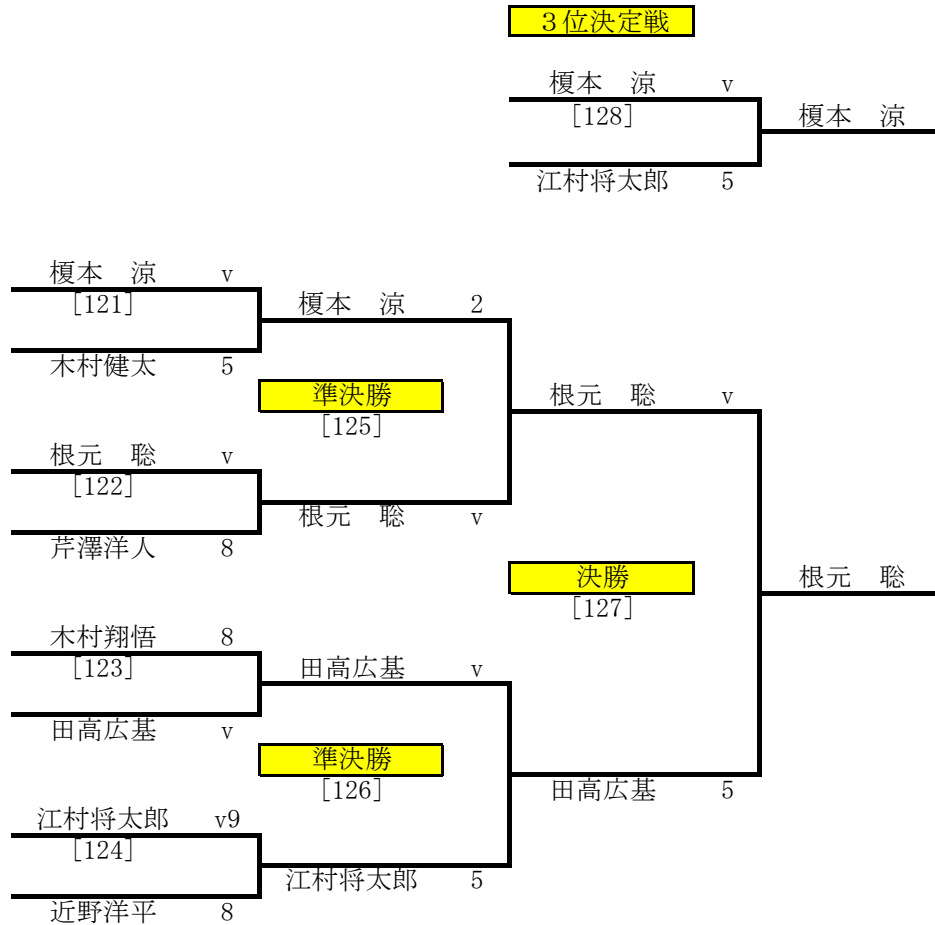 ３位決定戦
榎本　涼　v
[128]
榎本　涼
江村将太郎　5
榎本　涼　v
[121]
榎本　涼　2
木村健太　5
準決勝
[125]
根元　聡　v
根元　聡　v
[122]
根元　聡　v
芹澤洋人　8
決勝
[127]
根元　聡
木村翔悟　8
[123]
田高広基　v
田高広基　v
準決勝
[126]
田高広基　5
江村将太郎　v9
[124]
江村将太郎　5
近野洋平　8